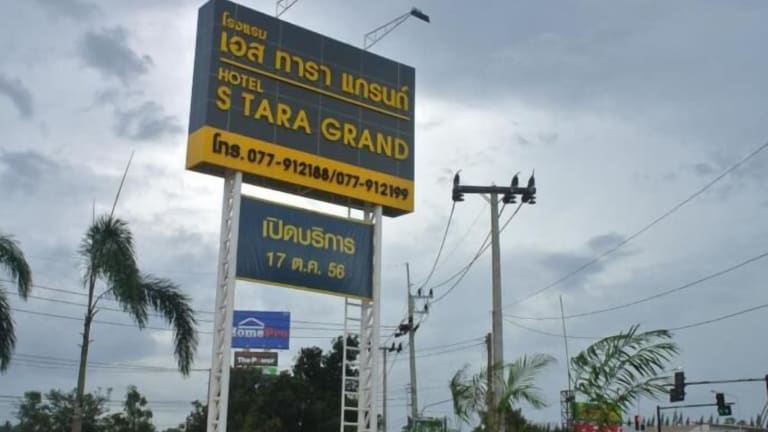 โรงแรม
เอส ทารา แกรนด์
HOTEL
S TARA GRAND
โทร. 077-912188/077-912199
เปิดบริการ
17 ต.ค. 56
HomePro
The Power